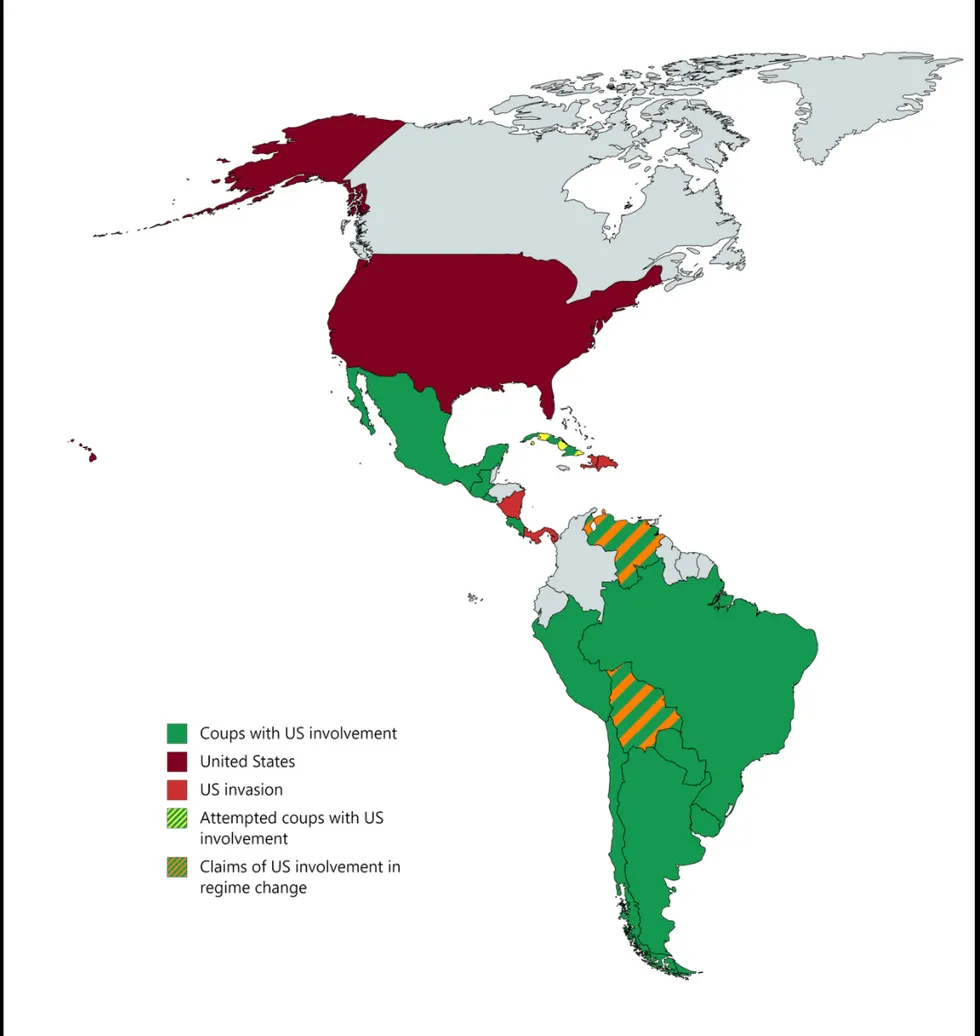 Coups with US involvement
United States
US invasion
Attempted coups with US
involvement
Claims of US involvement in
regime change